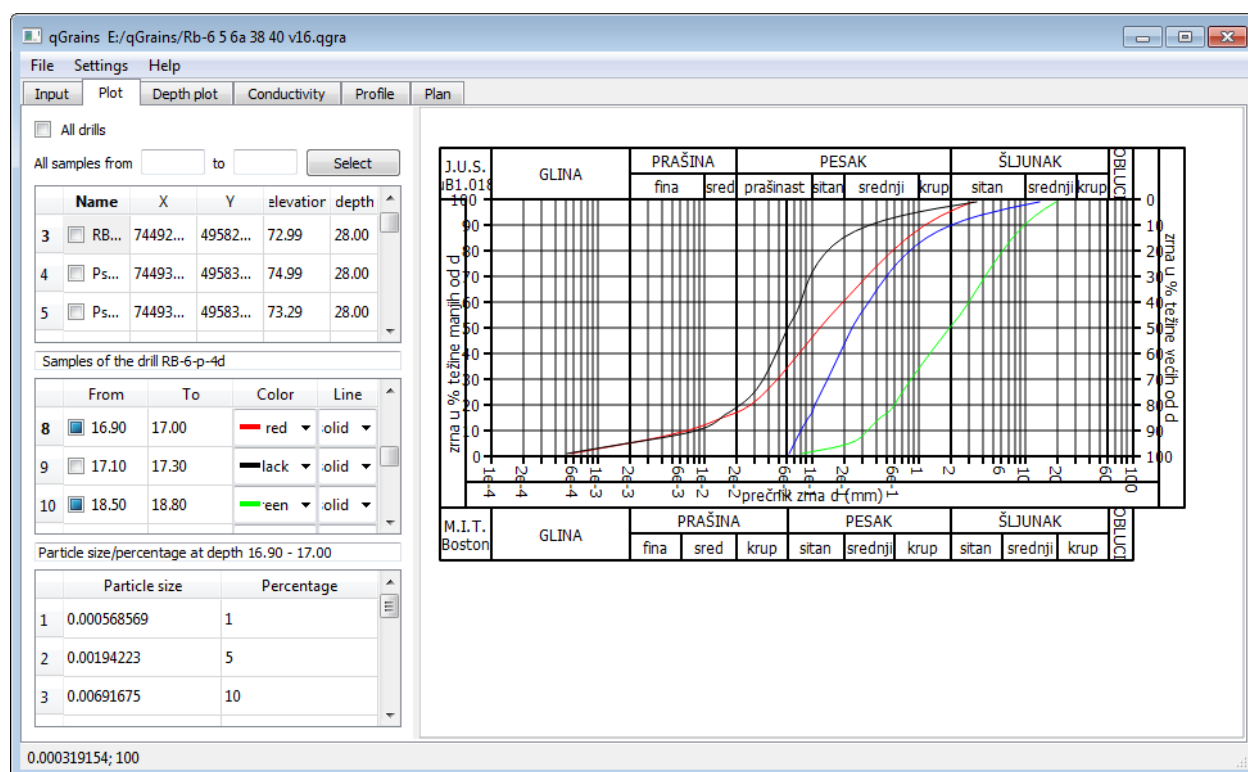 qGrains E:/qGrains/Rb-6 5 6a 38 40 v16.qgra
File Settings Help
Input Plot Depth plot Conductivity Profile Plan
All drills
All samples from to Select
Name X Y elevation depth
3 RB... 74492... 49582... 72.99 28.00
4 Ps... 74493... 49583... 74.99 28.00
5 Ps... 74493... 49583... 73.29 28.00
Samples of the drill RB-6-p-4d
From To Color Line
8 16.90 17.00 red olid
9 17.10 17.30 lack olid
10 18.50 18.80 een olid
Particle size/percentage at depth 16.90 - 17.00
Particle size Percentage
1 0.000568569 1
2 0.00194223 5
3 0.00691675 10
0.000319154; 100
J.U.S. GLINA PRAŠINA PESAK ŠLJUNAK OBLUCI
uB1.018 fina sred prašinast sitan srednji krup sitan srednji krup
100 0
90 10
80 20
70 30
60 40
50 50
40 60
30 70
20 80
10 90
0 100
zrna u % težine manjih od d
zrna u % težine većih od d
1e-4 2e-4 6e-4 1e-3 2e-3 6e-3 1e-2 2e-2 6e-2 1e-1 2e-1 6e-1 1 2 6 10 20 60 100
prečnik zrna d (mm)
M.I.T. GLINA PRAŠINA PESAK ŠLJUNAK OBLUCI
Boston fina sred krup sitan srednji krup sitan srednji krup